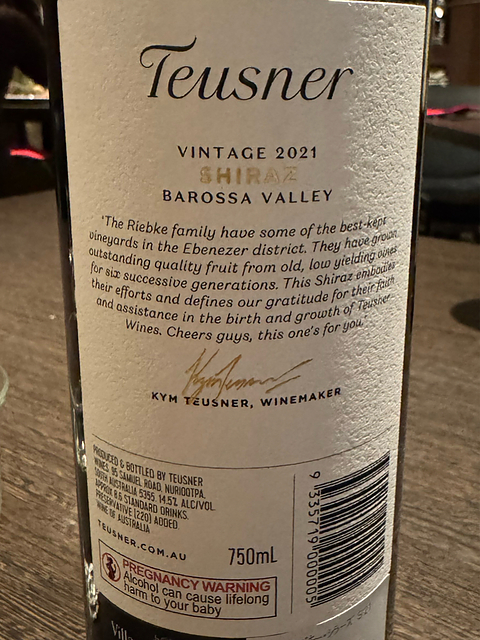 Teusner
VINTAGE 2021
SHIRAZ
BAROSSA VALLEY
'The Riebke family have some of the best-kept
vineyards in the Ebenezer district. They have grown
outstanding quality fruit from old, low yielding vines
for six successive generations. This Shiraz embodies
their efforts and defines our gratitude for their faith
and assistance in the birth and growth of Teusner
Wines. Cheers guys, this one's for you.'
KYM TEUSNER, WINEMAKER
PRODUCED & BOTTLED BY TEUSNER
WINES. 95 SAMUEL ROAD, NURIOOTPA,
SOUTH AUSTRALIA 5355. 14.5% ALC/VOL.
APPROX 8.6 STANDARD DRINKS.
PRESERVATIVE (220) ADDED.
WINE OF AUSTRALIA
TEUSNER.COM.AU
750mL
9 335719 000005
PREGNANCY WARNING
Alcohol can cause lifelong
harm to your baby